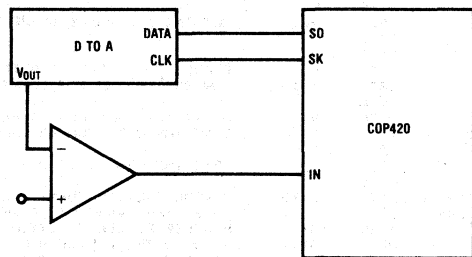 D TO A
DATA
CLK
VOUT
SO
SK
COP420
IN
−
+